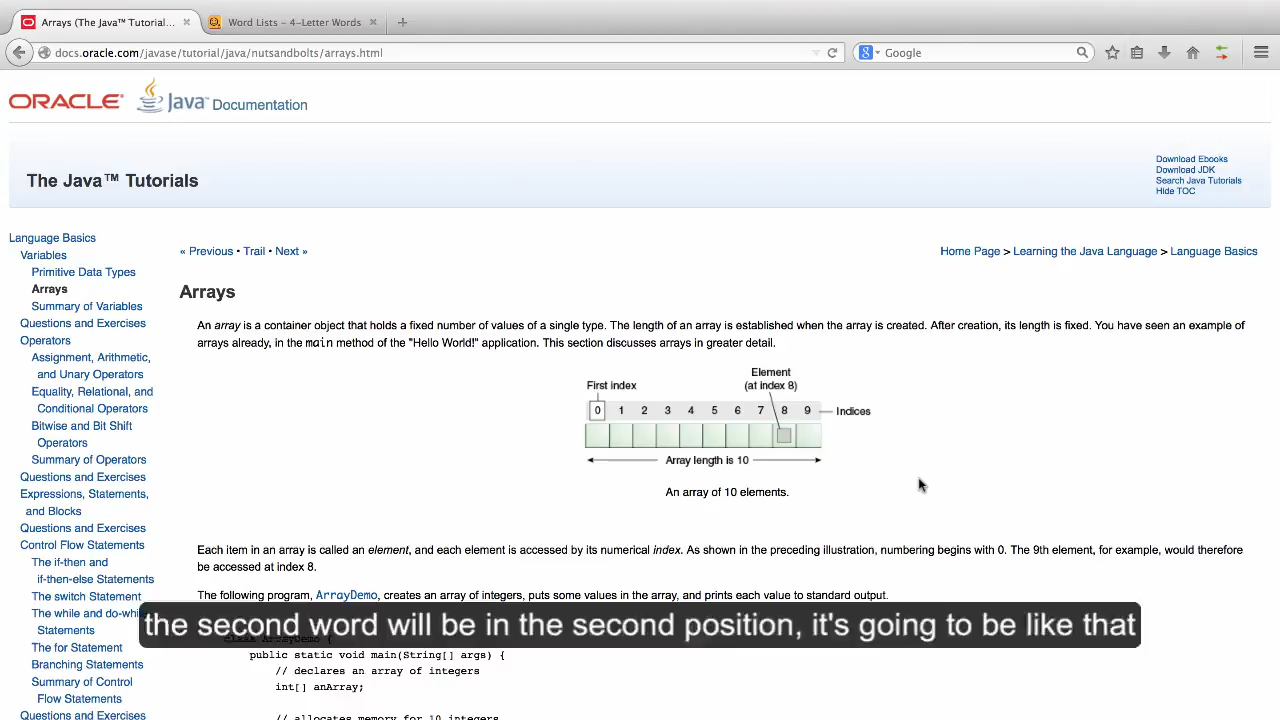 Arrays (The Java™ Tutorial...
Word Lists – 4-Letter Words
docs.oracle.com/javase/tutorial/java/nutsandbolts/arrays.html
Google
ORACLE Java™ Documentation
The Java™ Tutorials
Download Ebooks
Download JDK
Search Java Tutorials
Hide TOC
Language Basics
Variables
Primitive Data Types
Arrays
Summary of Variables
Questions and Exercises
Operators
Assignment, Arithmetic,
and Unary Operators
Equality, Relational, and
Conditional Operators
Bitwise and Bit Shift
Operators
Summary of Operators
Questions and Exercises
Expressions, Statements,
and Blocks
Questions and Exercises
Control Flow Statements
The if-then and
if-then-else Statements
The switch Statement
The while and do-whi
Statements
The for Statement
Branching Statements
Summary of Control
Flow Statements
Questions and Exercises
« Previous • Trail • Next »
Home Page > Learning the Java Language > Language Basics
Arrays
An array is a container object that holds a fixed number of values of a single type. The length of an array is established when the array is created. After creation, its length is fixed. You have seen an example of
arrays already, in the main method of the "Hello World!" application. This section discusses arrays in greater detail.
Element
First index (at index 8)
0 1 2 3 4 5 6 7 8 9 Indices
Array length is 10
An array of 10 elements.
Each item in an array is called an element, and each element is accessed by its numerical index. As shown in the preceding illustration, numbering begins with 0. The 9th element, for example, would therefore
be accessed at index 8.
The following program, ArrayDemo, creates an array of integers, puts some values in the array, and prints each value to standard output.
the second word will be in the second position, it's going to be like that
public static void main(String[] args) {
// declares an array of integers
int[] anArray;
// allocates memory for 10 integers